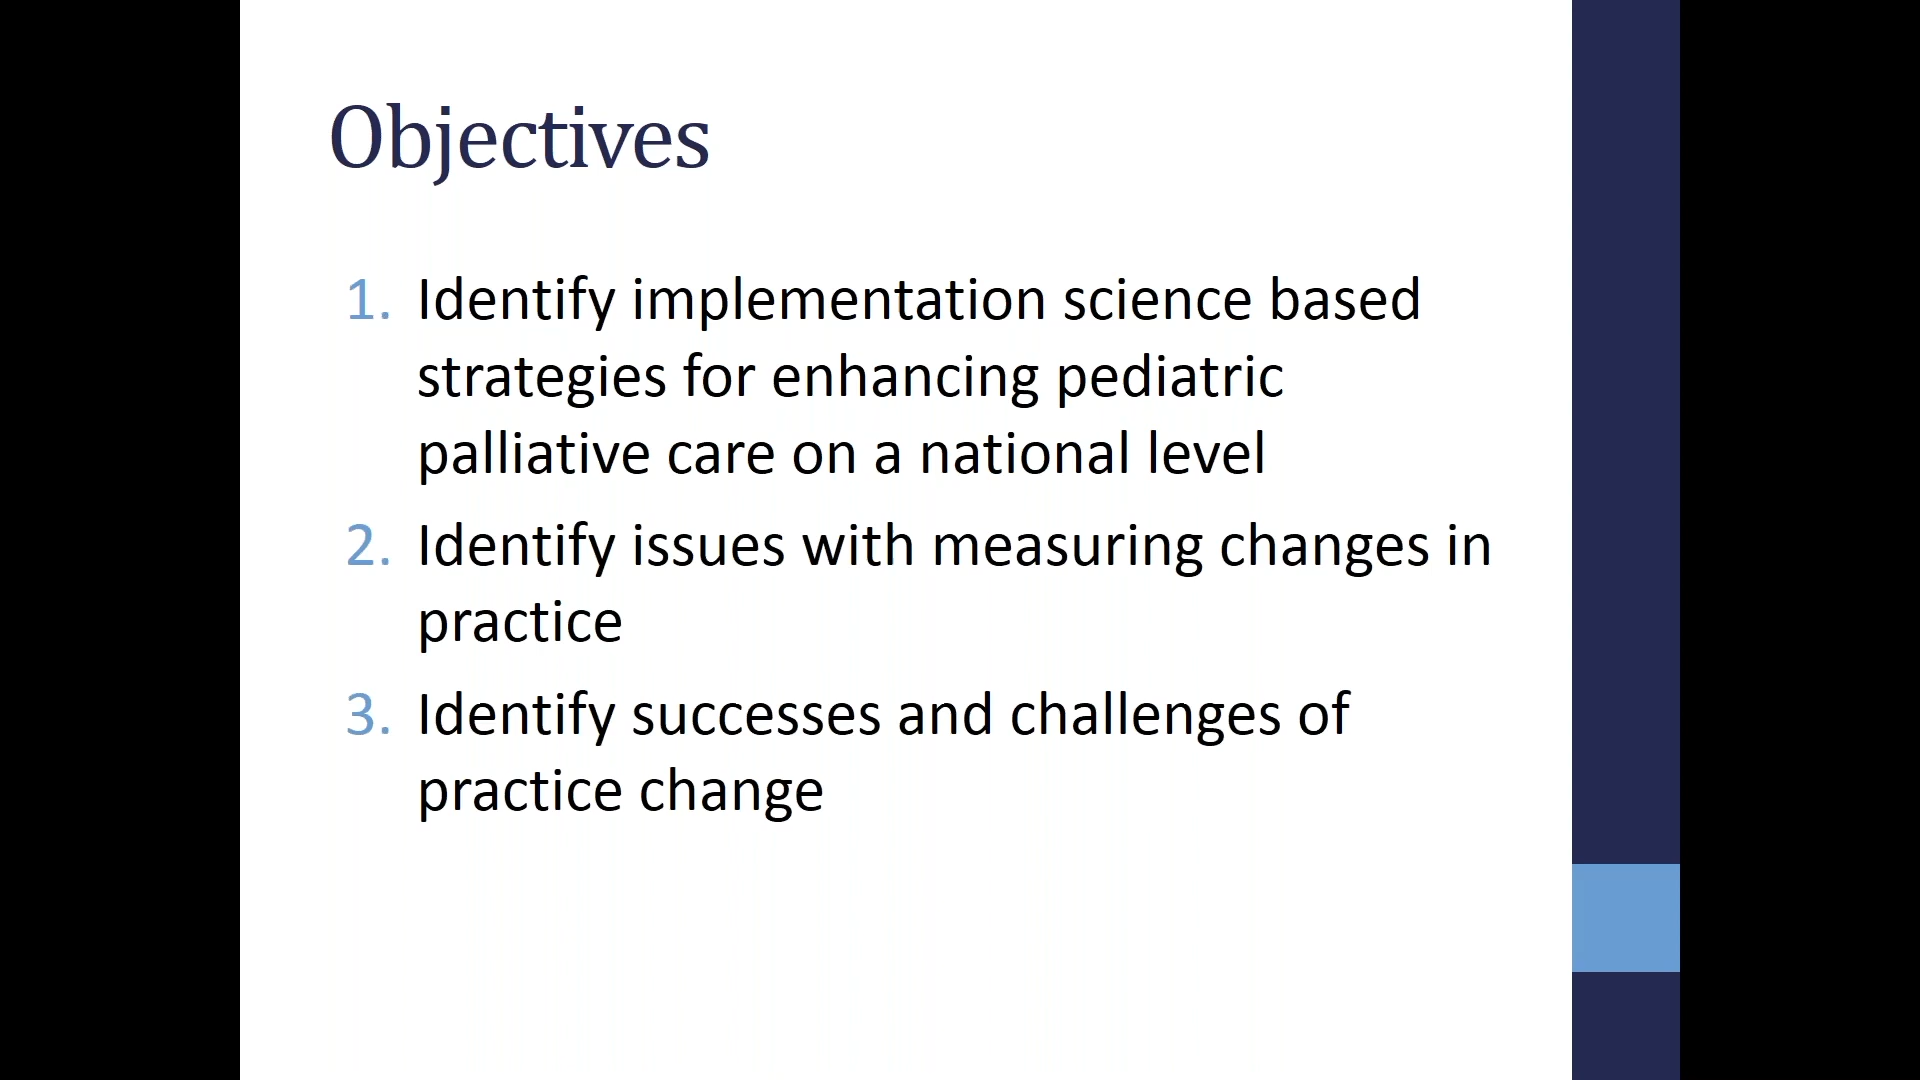 Objectives
1. Identify implementation science based
strategies for enhancing pediatric
palliative care on a national level
2. Identify issues with measuring changes in
practice
3. Identify successes and challenges of
practice change